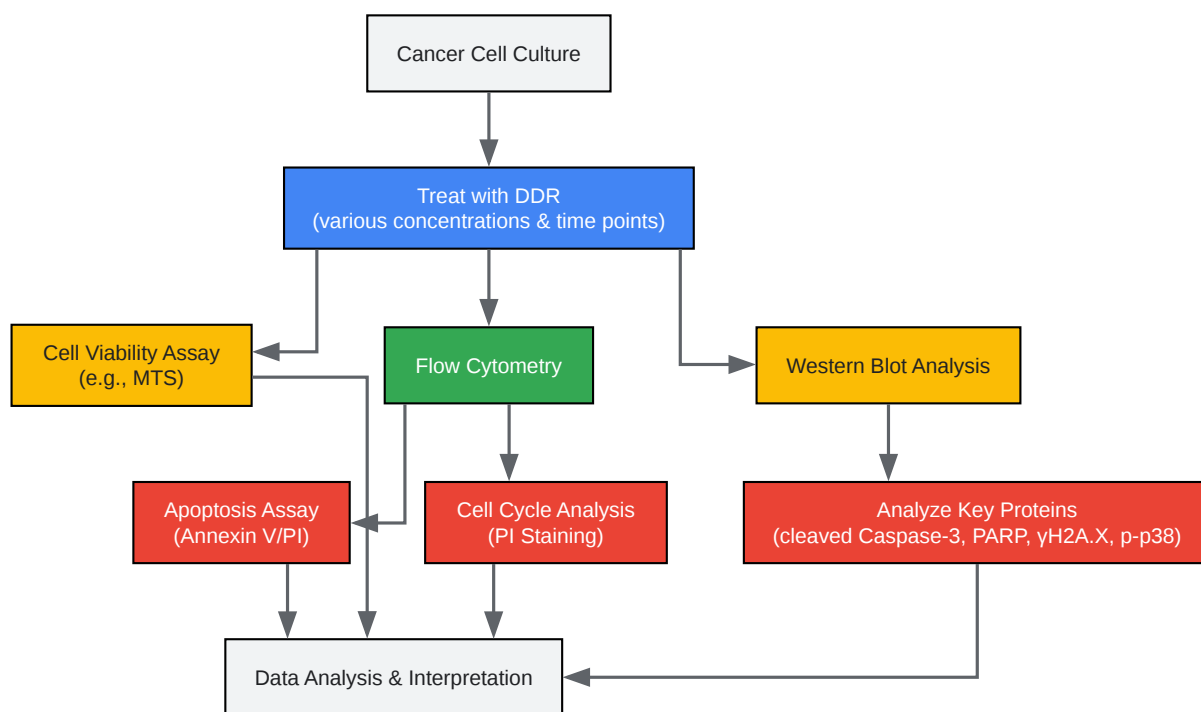 Cancer Cell Culture
Treat with DDR
(various concentrations & time points)
Cell Viability Assay
(e.g., MTS)
Flow Cytometry
Western Blot Analysis
Apoptosis Assay
(Annexin V/PI)
Cell Cycle Analysis
(PI Staining)
Analyze Key Proteins
(cleaved Caspase-3, PARP, γH2A.X, p-p38)
Data Analysis & Interpretation